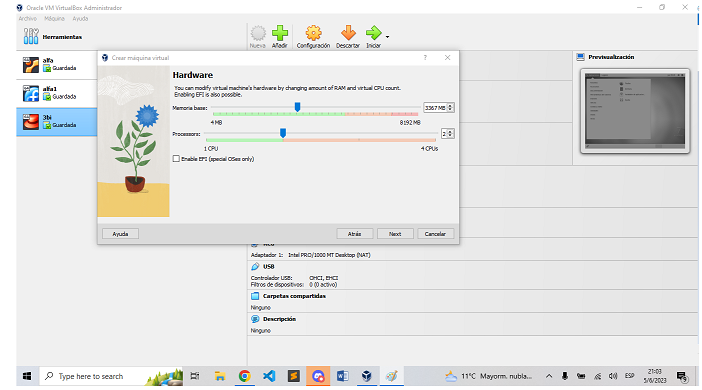 Oracle VM VirtualBox Administrador
Archivo Máquina Ayuda
Herramientas
Nueva Añadir Configuración Descartar Iniciar
alfa
Guardada
alfa1
Guardada
3bi
Guardada
Previsualización
Crear máquina virtual
Hardware
You can modify virtual machine's hardware by changing amount of RAM and virtual CPU count.
Enabling EFI is also possible.
Memoria base: 3367 MB
4 MB 8192 MB
Processors: 2
1 CPU 4 CPUs
Enable EFI (special OSes only)
Ayuda Atrás Next Cancelar
Adaptador 1: Intel PRO/1000 MT Desktop (NAT)
USB
Controlador USB: OHCI, EHCI
Filtros de dispositivos: 0 (0 activo)
Carpetas compartidas
Ninguno
Descripción
Ninguno
Type here to search
11°C Mayorm. nubla...
ESP
21:03
5/6/2023